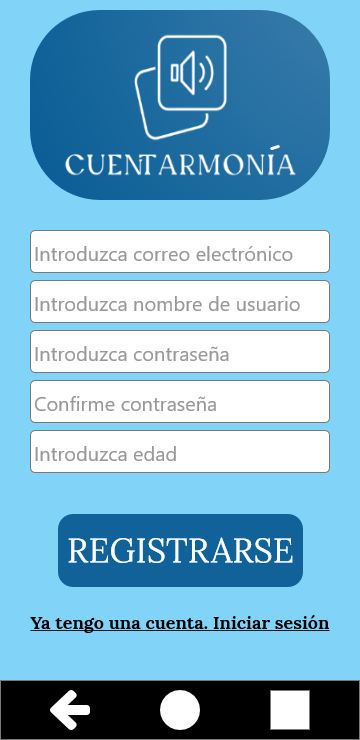 CUENTARMONÍA
Introduzca correo electrónico
Introduzca nombre de usuario
Introduzca contraseña
Confirme contraseña
Introduzca edad
REGISTRARSE
Ya tengo una cuenta. Iniciar sesión